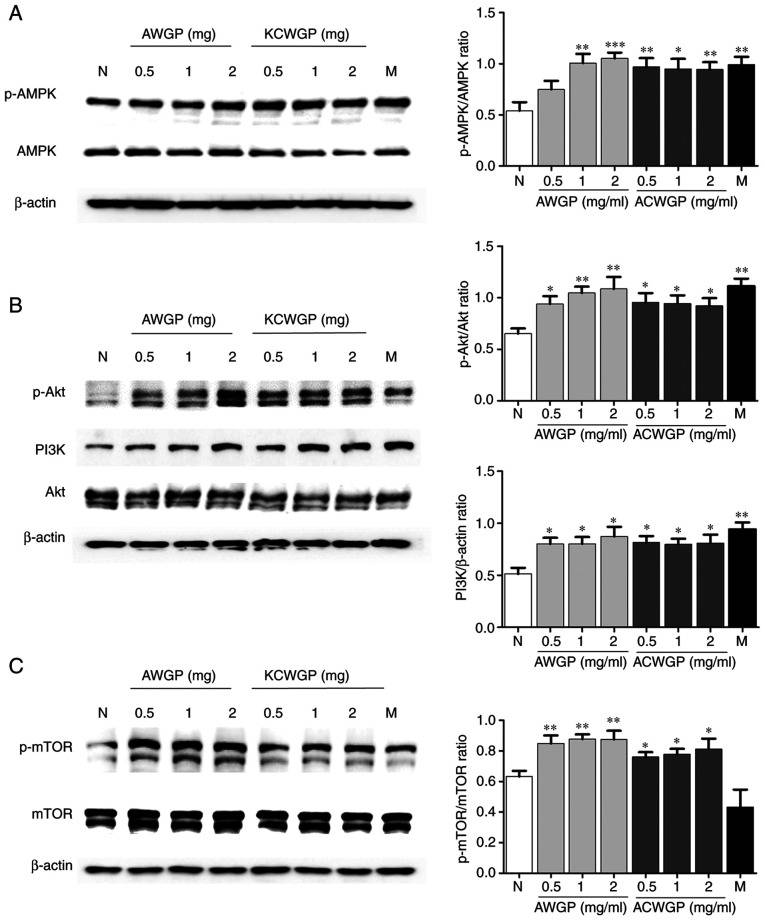 A
AWGP (mg) KCWGP (mg)
N 0.5 1 2 0.5 1 2 M
p-AMPK
AMPK
β-actin
1.5
1.0
0.5
0.0
p-AMPK/AMPK ratio
** *** ** * ** **
N 0.5 1 2 0.5 1 2 M
AWGP (mg/ml) ACWGP (mg/ml)
B
AWGP (mg) KCWGP (mg)
N 0.5 1 2 0.5 1 2 M
p-Akt
PI3K
Akt
β-actin
1.5
1.0
0.5
0.0
p-Akt/Akt ratio
* ** ** * * * **
N 0.5 1 2 0.5 1 2 M
AWGP (mg/ml) ACWGP (mg/ml)
1.5
1.0
0.5
0.0
PI3K/β-actin ratio
* * * * * * **
N 0.5 1 2 0.5 1 2 M
AWGP (mg/ml) ACWGP (mg/ml)
C
AWGP (mg) KCWGP (mg)
N 0.5 1 2 0.5 1 2 M
p-mTOR
mTOR
β-actin
1.0
0.8
0.6
0.4
0.2
0.0
p-mTOR/mTOR ratio
** ** ** * * *
N 0.5 1 2 0.5 1 2 M
AWGP (mg/ml) ACWGP (mg/ml)